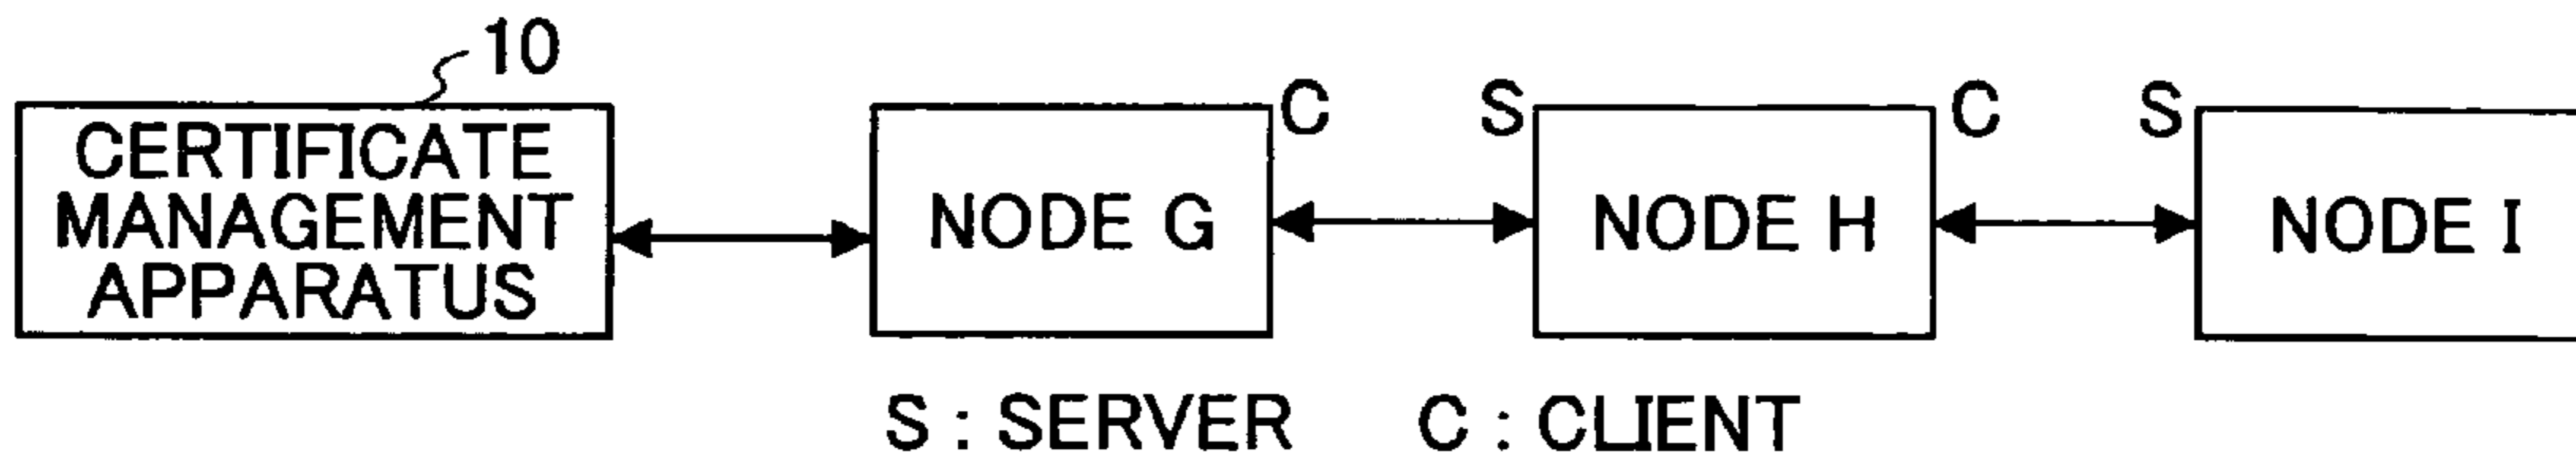 10
CERTIFICATE
MANAGEMENT
APPARATUS
NODE G
C
S
NODE H
C
S
NODE I
S : SERVER C : CLIENT